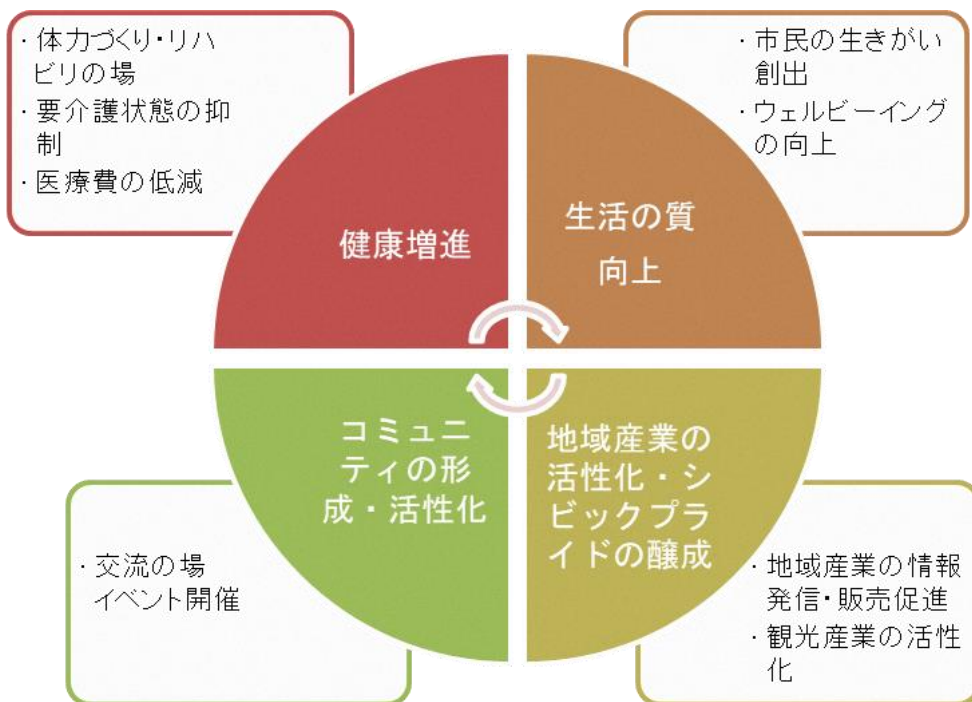 ・体力づくり・リハ
ビリの場
・要介護状態の抑
制
・医療費の低減
健康増進
・市民の生きがい
創出
・ウェルビーイング
の向上
生活の質
向上
コミュニ
ティの形
成・活性化
・交流の場
イベント開催
地域産業の
活性化・シ
ビックプラ
イドの醸成
・地域産業の情報
発信・販売促進
・観光産業の活性
化